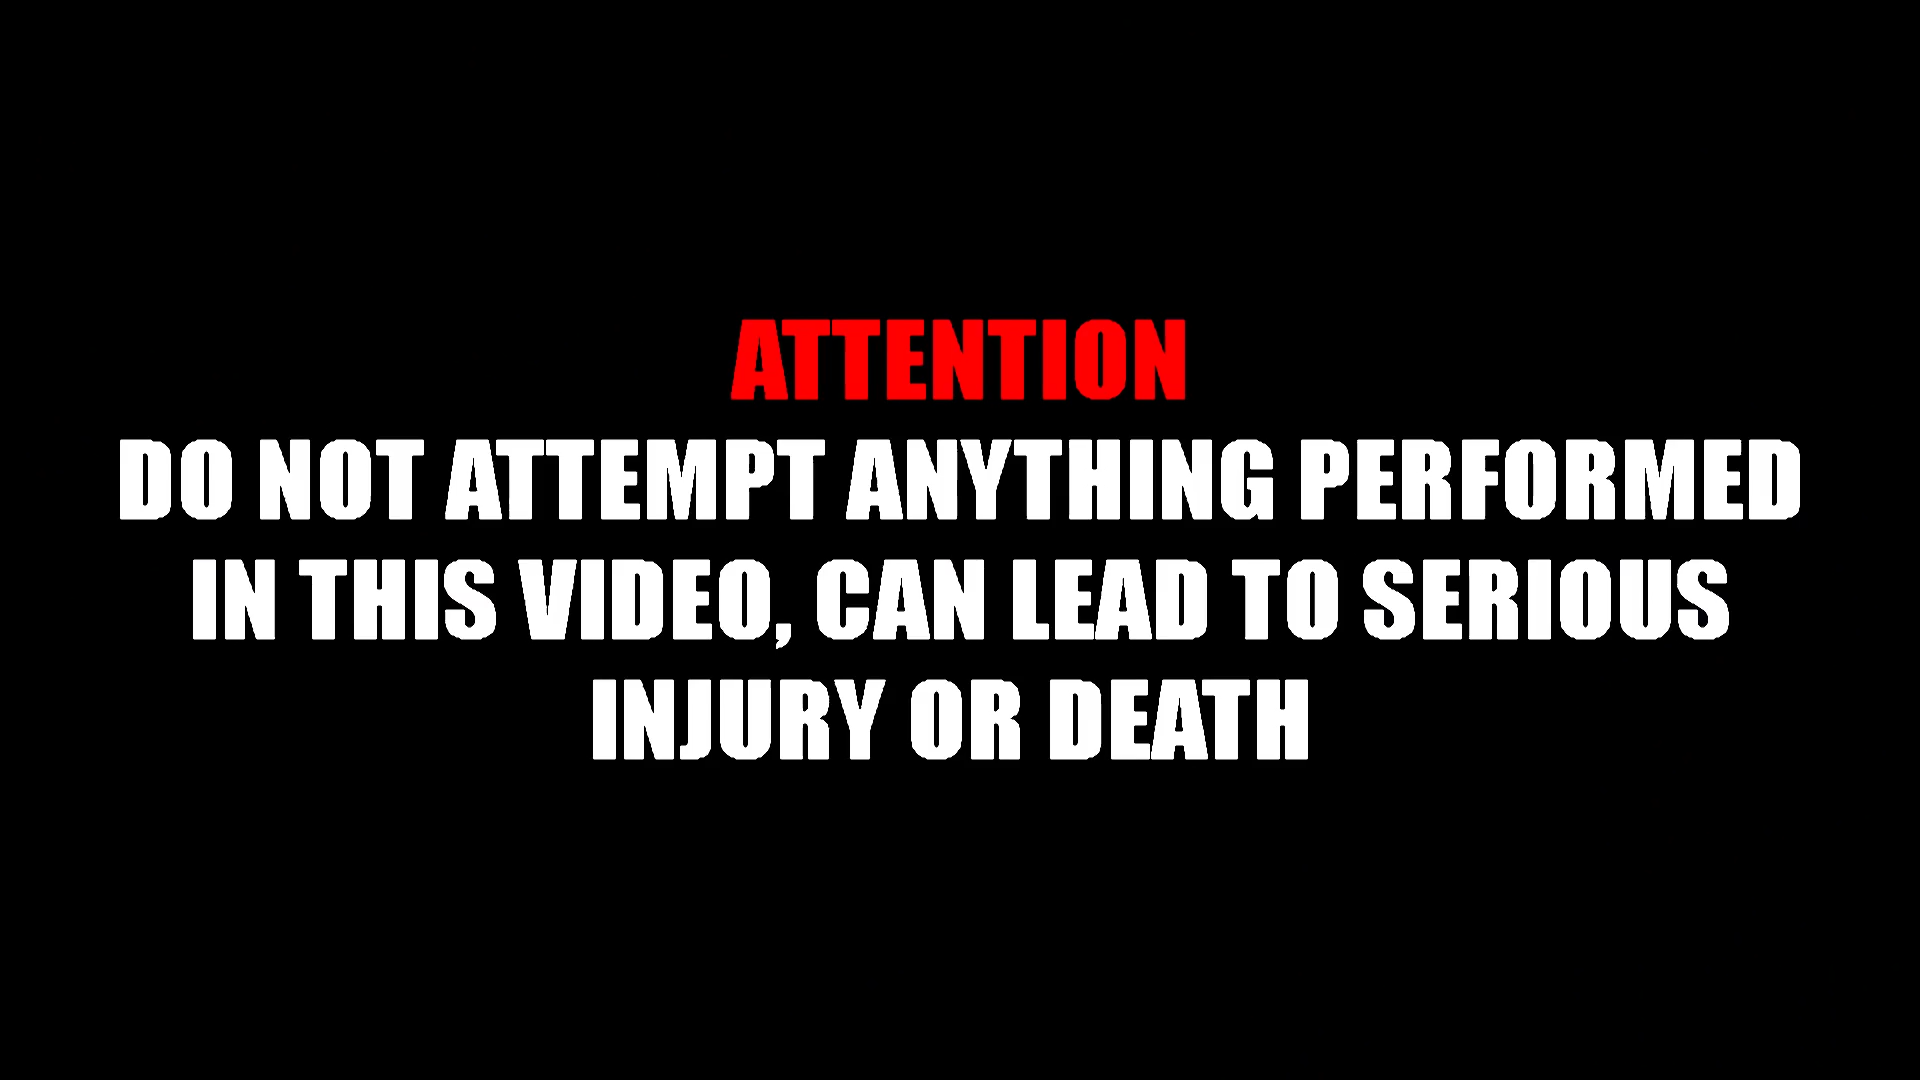 ATTENTION
DO NOT ATTEMPT ANYTHING PERFORMED
IN THIS VIDEO, CAN LEAD TO SERIOUS
INJURY OR DEATH